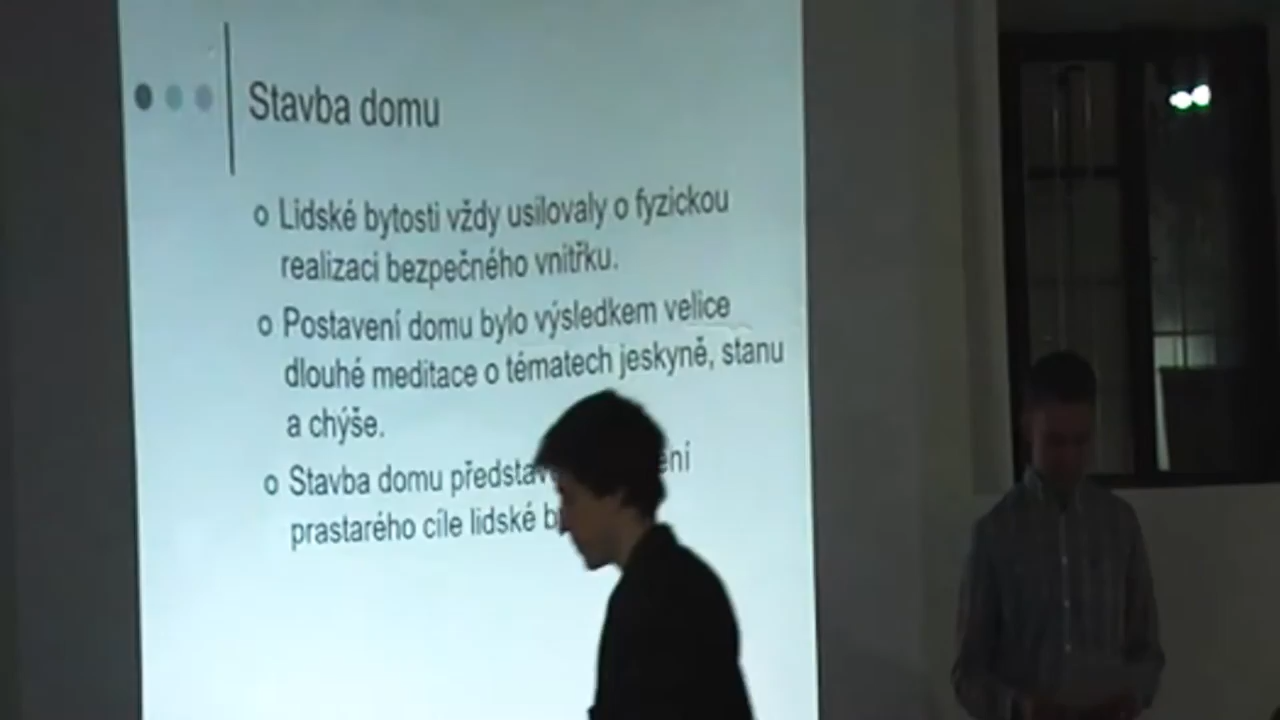 Stavba domu
o Lidské bytosti vždy usilovaly o fyzickou
realizaci bezpečného vnitřku.
o Postavení domu bylo výsledkem velice
dlouhé meditace o tématech jeskyně, stanu
a chýše.
o Stavba domu
prastarého cíle lidské